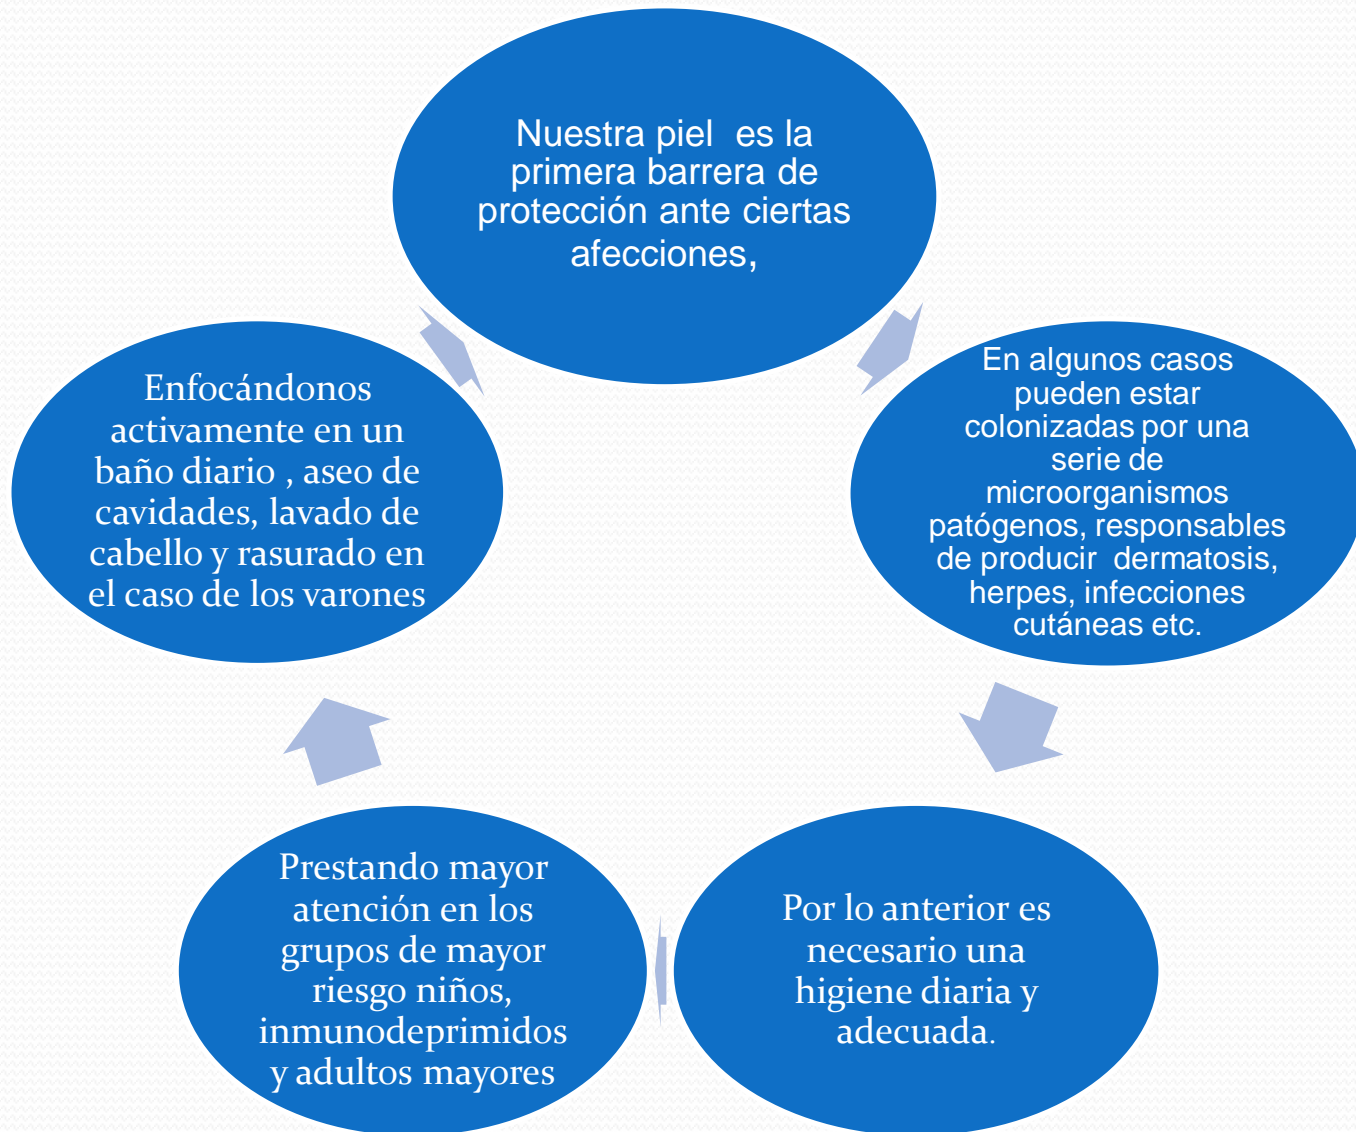 Nuestra piel  es la
primera barrera de
protección ante ciertas
afecciones,
En algunos casos
pueden estar
colonizadas por una
serie de
microorganismos
patógenos, responsables
de producir  dermatosis,
herpes, infecciones
cutáneas etc.
Por lo anterior es
necesario una
higiene diaria y
adecuada.
Prestando mayor
atención en los
grupos de mayor
riesgo niños,
inmunodeprimidos
y adultos mayores
Enfocándonos
activamente en un
baño diario , aseo de
cavidades, lavado de
cabello y rasurado en
el caso de los varones